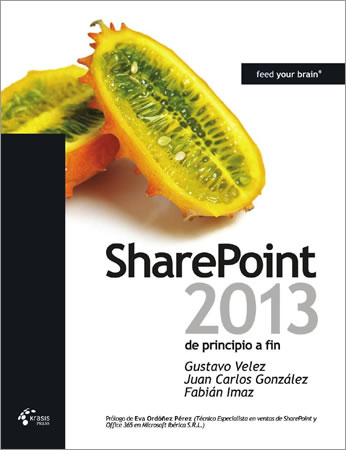 feed your brain®
SharePoint
2013
de principio a fin
Gustavo Velez
Juan Carlos González
Fabián Imaz
krasis
PRESS
Prólogo de Eva Ordóñez Pérez (Técnico Especialista en ventas de SharePoint y
Office 365 en Microsoft Ibérica S.R.L.)